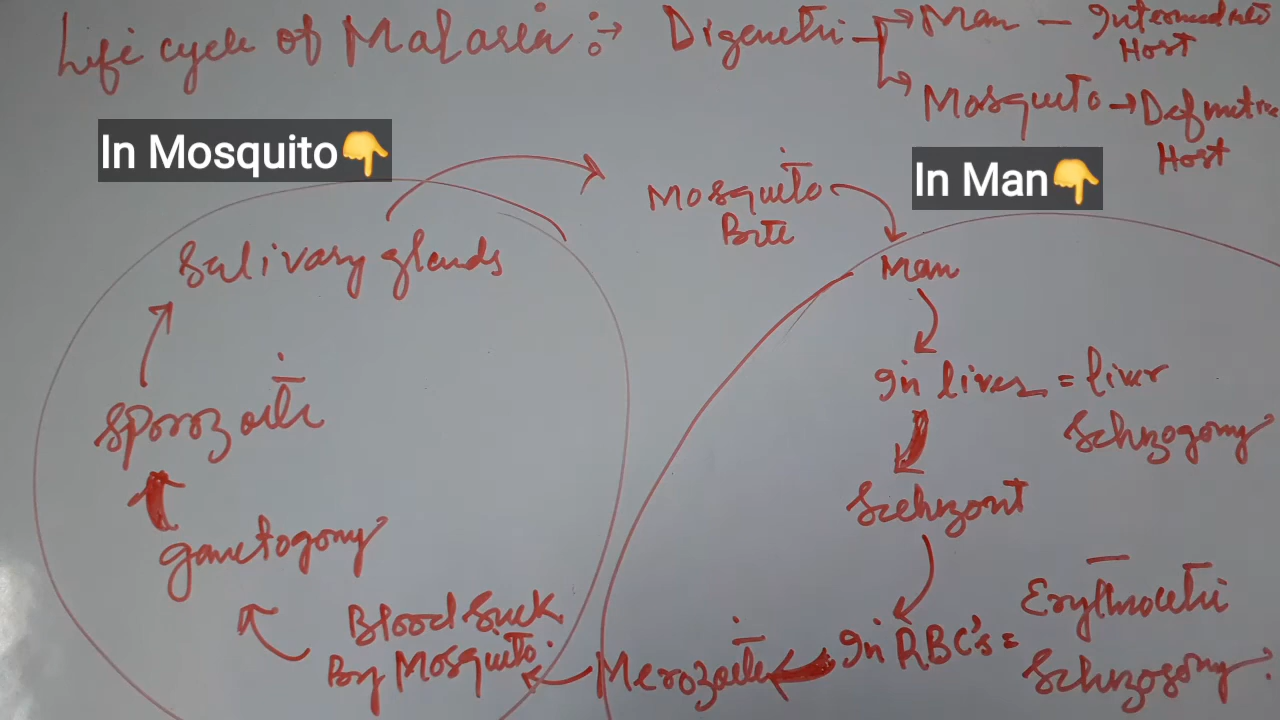 Life cycle of Malaria :→ Digenetic → Man — Intermediate Host
→ Mosquito → Definitive Host
In Mosquito👇
In Man👇
Mosquito
Bite
Salivary glands
Man
In liver = liver
Schizogony
Sporozoite
Schizont
gametogony
Erythrocytic
Blood Suck
By Mosquito.
Merozoite
In RBC's =
Schizogony.